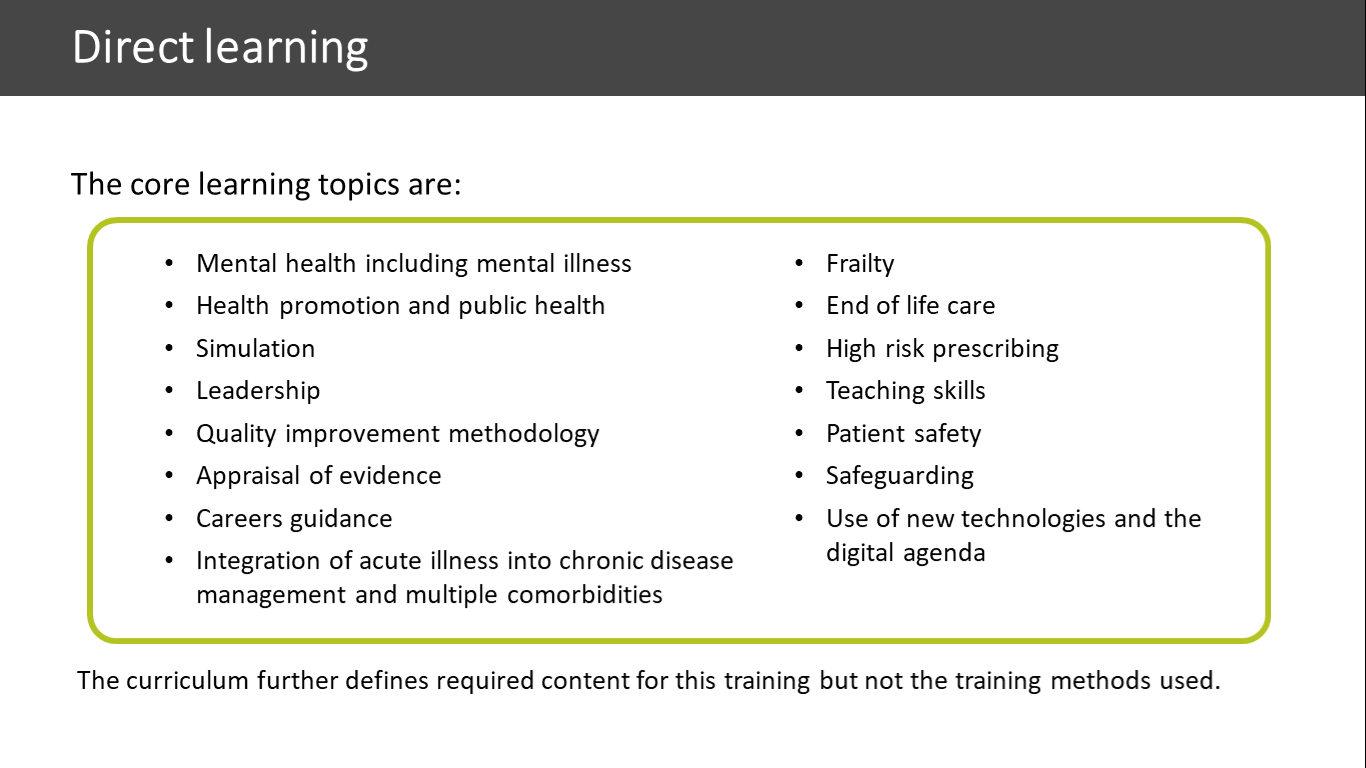 Direct learning
The core learning topics are:
• Mental health including mental illness
• Health promotion and public health
• Simulation
• Leadership
• Quality improvement methodology
• Appraisal of evidence
• Careers guidance
• Integration of acute illness into chronic disease
management and multiple comorbidities
• Frailty
• End of life care
• High risk prescribing
• Teaching skills
• Patient safety
• Safeguarding
• Use of new technologies and the
digital agenda
The curriculum further defines required content for this training but not the training methods used.